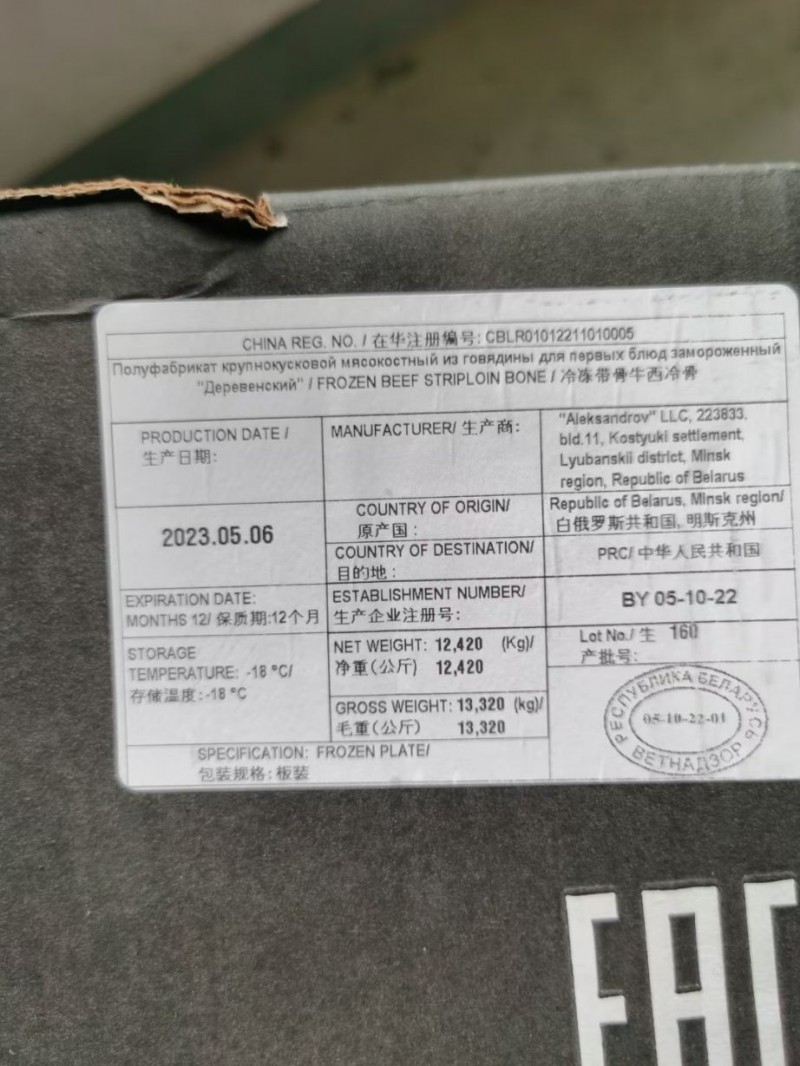 CHINA REG. NO. / 在华注册编号: CBLR01012211010005
Полуфабрикат крупнокусковой мясокостный из говядины для первых блюд замороженный
"Деревенский" / FROZEN BEEF STRIPLOIN BONE / 冷冻带骨牛西冷骨
PRODUCTION DATE /
生产日期:
2023.05.06
MANUFACTURER/ 生产商:
"Aleksandrov" LLC, 223833,
bld.11, Kostyuki settlement,
Lyubanskii district, Minsk
region, Republic of Belarus
COUNTRY OF ORIGIN/
原产国:
Republic of Belarus, Minsk region/
白俄罗斯共和国, 明斯克州
COUNTRY OF DESTINATION/
目的地:
PRC/ 中华人民共和国
EXPIRATION DATE:
MONTHS 12/ 保质期:12个月
ESTABLISHMENT NUMBER/
生产企业注册号:
BY 05-10-22
STORAGE
TEMPERATURE: -18 °C/
存储温度:-18 °C
NET WEIGHT: 12,420 (Kg)/
净重(公斤) 12,420
Lot No./ 生 160
产批号:
GROSS WEIGHT: 13,320 (kg)/
毛重(公斤) 13,320
РЕСПУБЛИКА БЕЛАРУСЬ
05-10-22-01
ВЕТНАДЗОР
SPECIFICATION: FROZEN PLATE/
包装规格: 板装
EAC